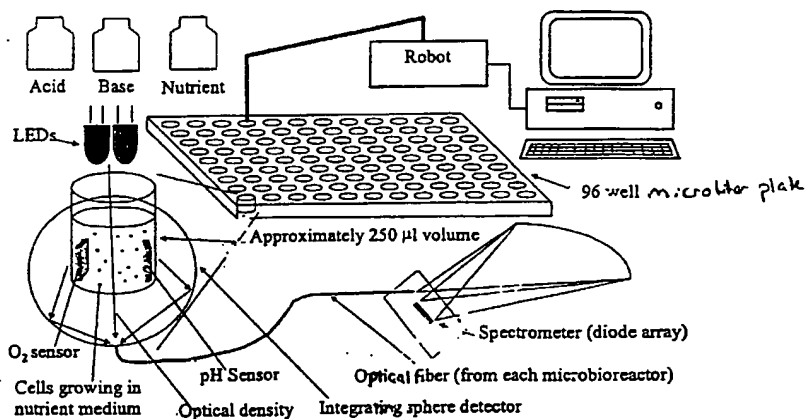 Acid
Base
Nutrient
Robot
LEDs
96 well microliter plate
Approximately 250 µl volume
Spectrometer (diode array)
O2 sensor
pH Sensor
Optical fiber (from each microbioreactor)
Cells growing in
nutrient medium
Optical density
Integrating sphere detector